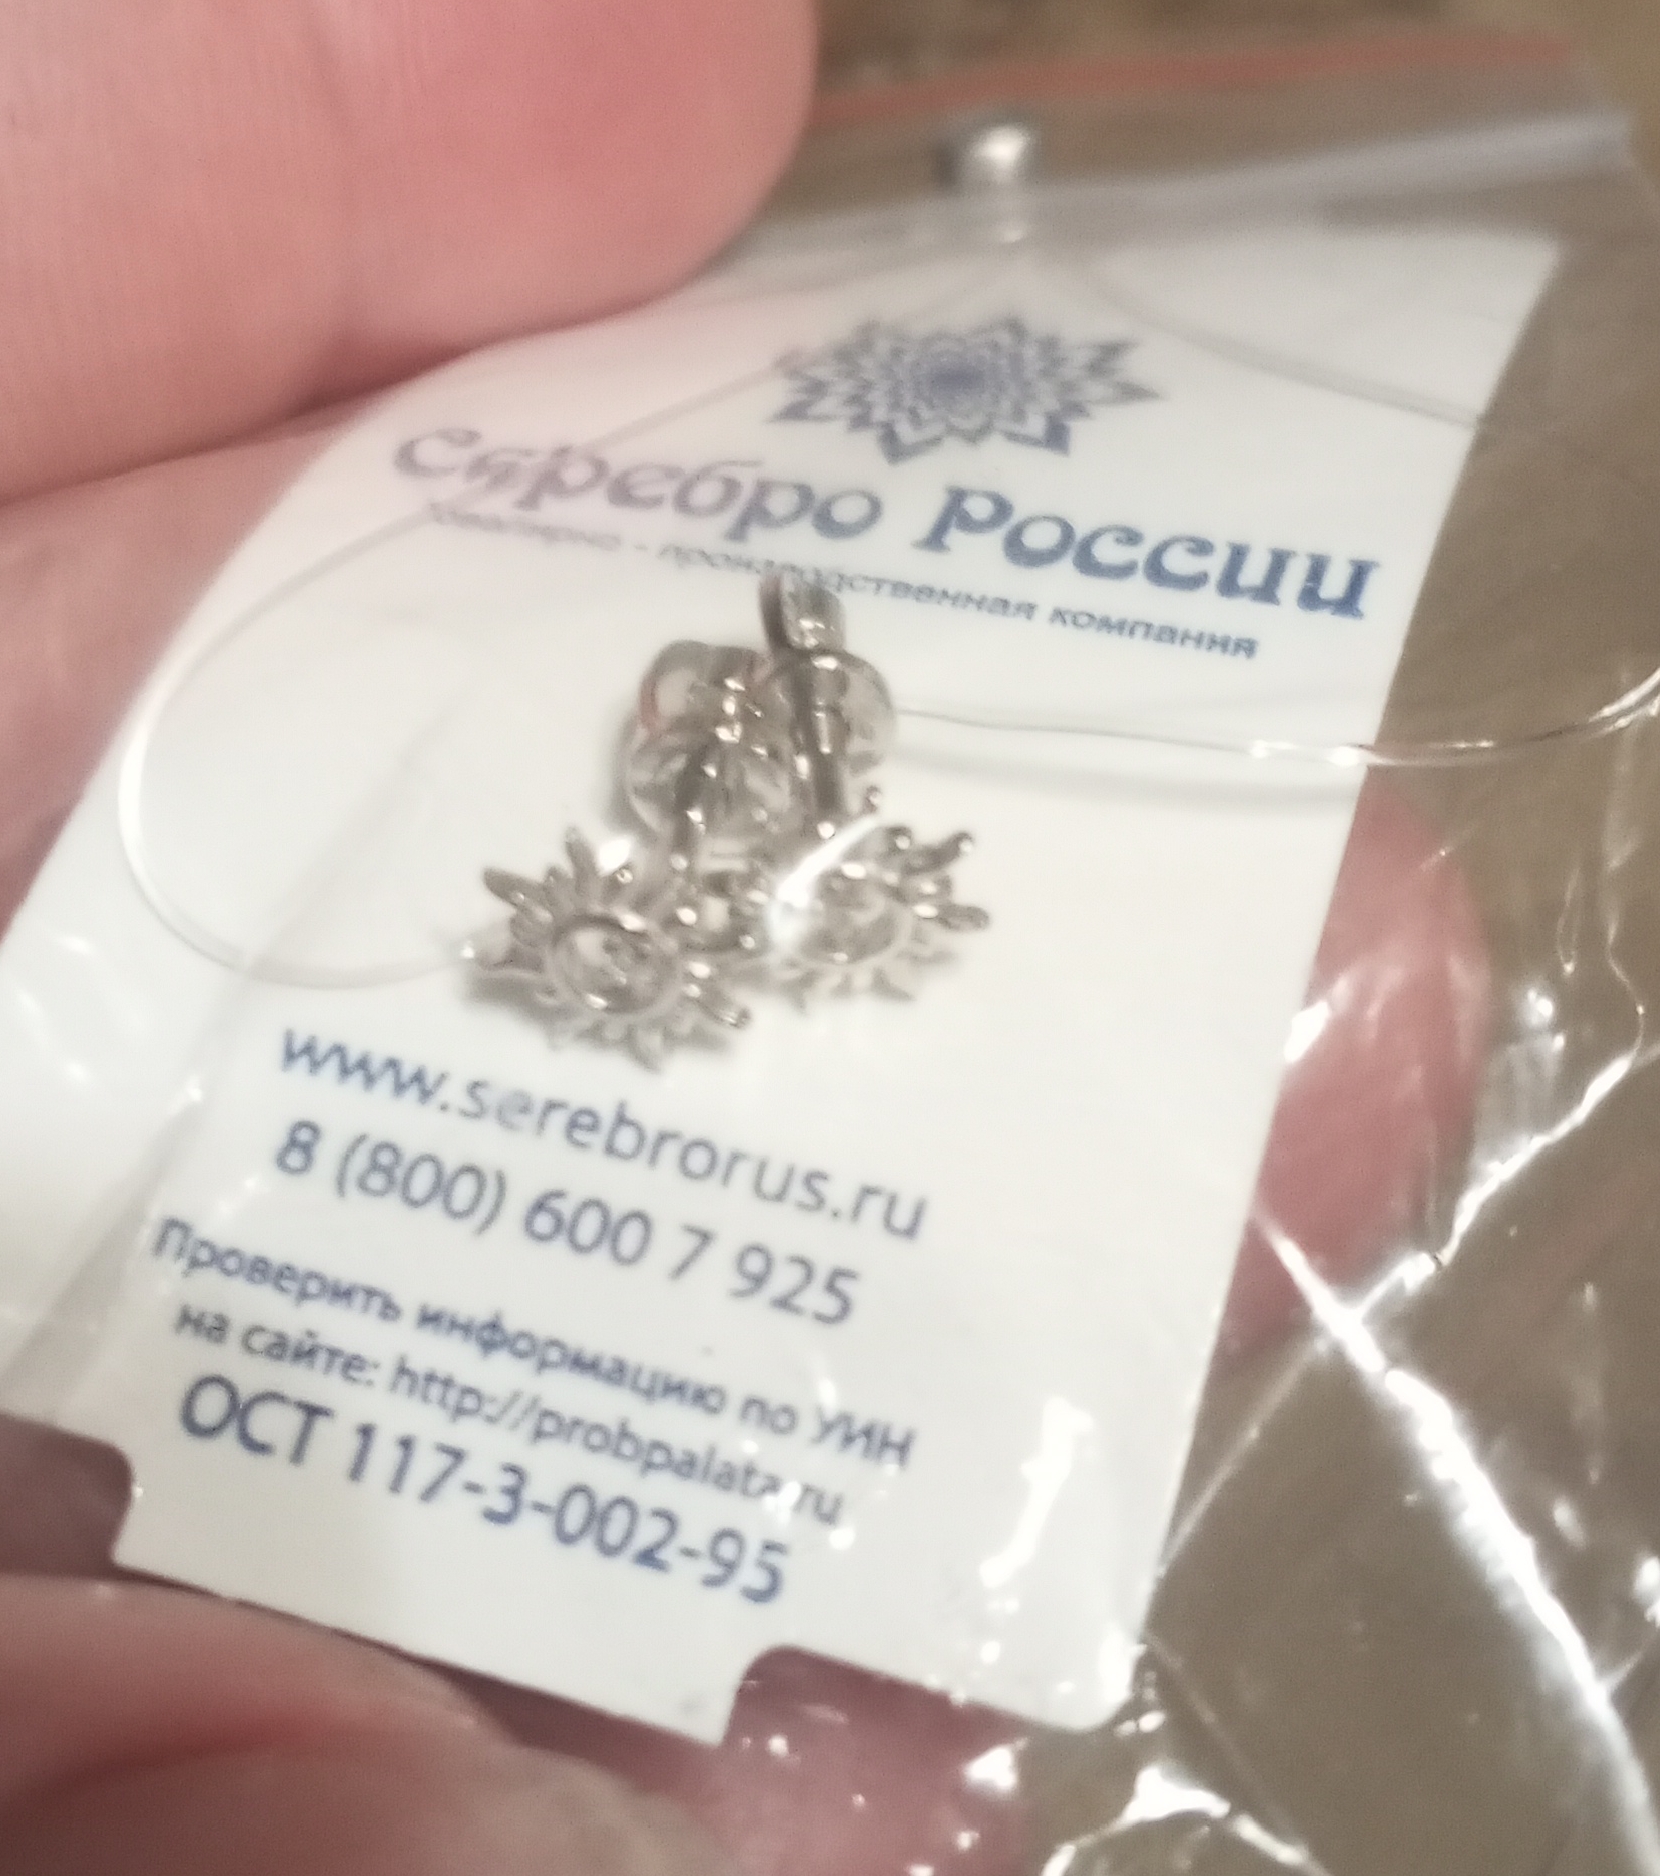 Серебро России
Ювелирно - производственная компания
www.serebrorus.ru
8 (800) 600 7 925
Проверить информацию по УИН
на сайте: http://probpalata.ru
ОСТ 117-3-002-95